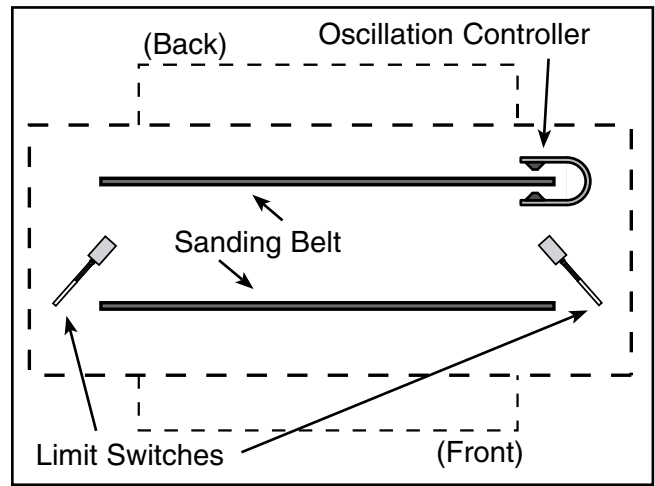 Oscillation Controller
(Back)
Sanding Belt
Limit Switches
(Front)